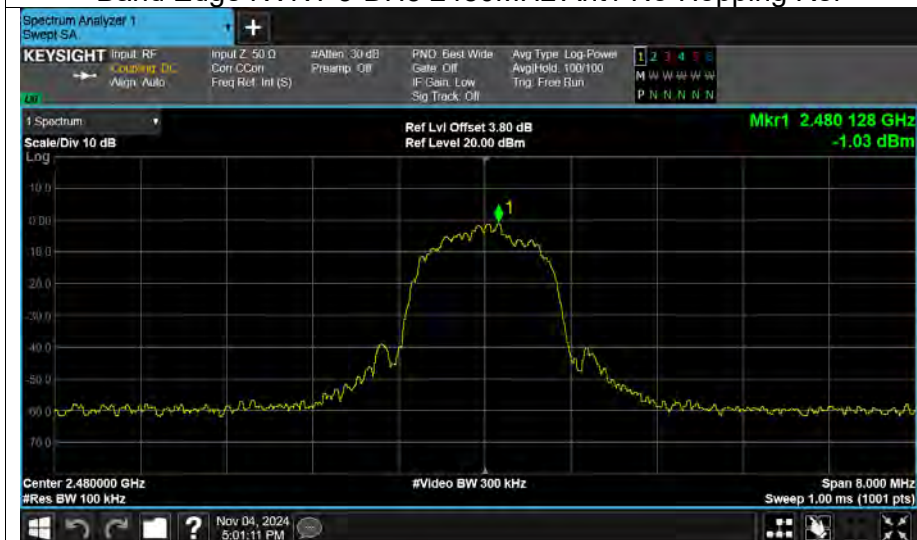 Spectrum Analyzer 1
Swept SA
KEYSIGHT
Input: RF
Coupling: DC
Align: Auto
Input Z: 50 Ω
Corr CCorr
Freq Ref: Int (S)
#Atten: 30 dB
Preamp: Off
PNO: Best Wide
Gate: Off
IF Gain: Low
Sig Track: Off
Avg Type: Log-Power
Avg|Hold: 100/100
Trig: Free Run
1 2 3 4 5 6
M W W W W W
P N N N N N
1 Spectrum
Scale/Div 10 dB
Ref Lvl Offset 3.80 dB
Ref Level 20.00 dBm
Mkr1 2.480 128 GHz
-1.03 dBm
Log
10.0
0.00
-10.0
-20.0
-30.0
-40.0
-50.0
-60.0
-70.0
1
Center 2.480000 GHz
#Res BW 100 kHz
#Video BW 300 kHz
Span 8.000 MHz
Sweep 1.00 ms (1001 pts)
?
Nov 04, 2024
5:01:11 PM